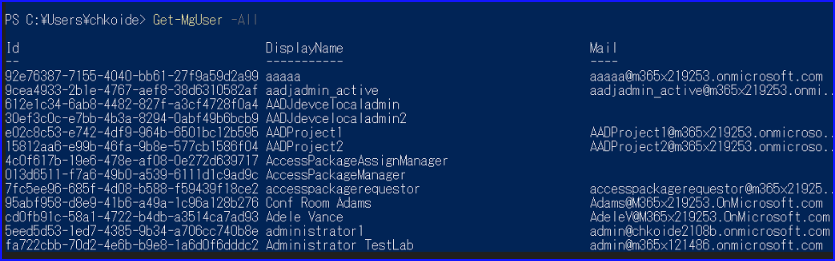 PS C:¥Users¥chkoide> Get-MgUser -All
Id DisplayName Mail
-- ----------- ----
92e76387-7155-4040-bb61-27f9a59d2a99 aaaaa aaaaa@m365x219253.onmicrosoft.com
9cea4933-2b1e-4767-aef8-38d6310582af aadjadmin_active aadjadmin_active@m365x219253.onmi...
612e1c34-6ab8-4482-827f-a3cf4728f0a4 AADJdevcelocaladmin
30ef3c0c-e7bb-4b3a-8294-0abf49b6bcb9 AADJdevcelocaladmin2
e02c8c53-e742-4df9-964b-6501bc12b595 AADProject1 AADProject1@m365x219253.onmicroso...
15812aa6-e99b-46fa-9b8e-577cb1586f04 AADProject2 AADProject2@m365x219253.onmicroso...
4c0f617b-19e6-478e-af08-0e272d639717 AccessPackageAssignManager
013d6511-f7a6-49b0-a539-6111d1c9ad9c AccessPackageManager
7fc5ee96-685f-4d08-b588-f59439f18ce2 accesspackagerequestor accesspackagerequestor@m365x21925...
95abf958-d8e9-41b6-a49a-1c96a128b276 Conf Room Adams Adams@M365x219253.OnMicrosoft.com
cd0fb91c-58a1-4722-b4db-a3514ca7ad93 Adele Vance AdeleV@M365x219253.OnMicrosoft.com
5eed5d53-1ed7-4385-9b34-a706cc740b8e administrator1 admin@chkoide2108b.onmicrosoft.com
fa722cbb-70d2-4e6b-b9e8-1a6d0f6dddc2 Administrator TestLab admin@m365x121486.onmicrosoft.com